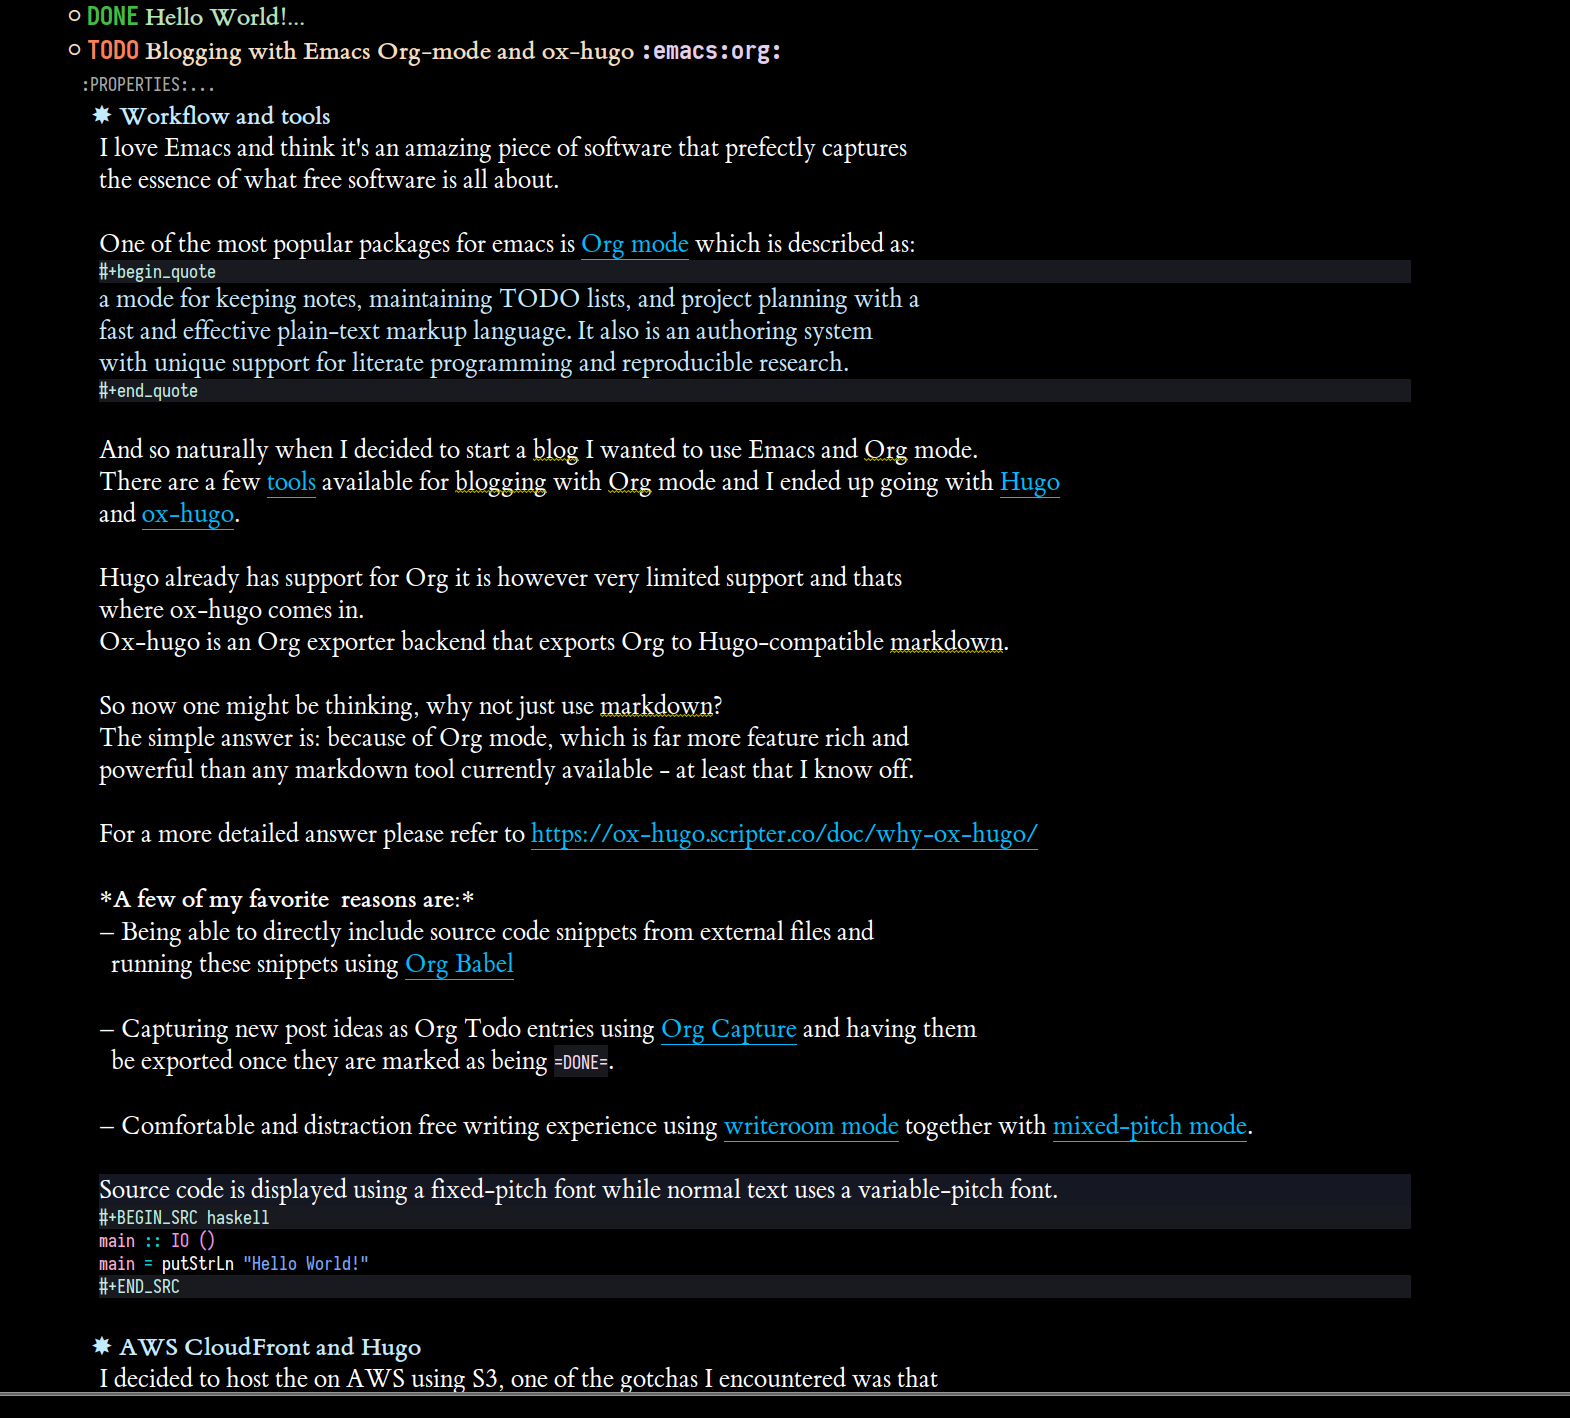 DONE Hello World!...
TODO Blogging with Emacs Org-mode and ox-hugo :emacs:org:
:PROPERTIES:...
✸ Workflow and tools
I love Emacs and think it's an amazing piece of software that prefectly captures
the essence of what free software is all about.
One of the most popular packages for emacs is Org mode which is described as:
#+begin_quote
a mode for keeping notes, maintaining TODO lists, and project planning with a
fast and effective plain-text markup language. It also is an authoring system
with unique support for literate programming and reproducible research.
#+end_quote
And so naturally when I decided to start a blog I wanted to use Emacs and Org mode.
There are a few tools available for blogging with Org mode and I ended up going with Hugo
and ox-hugo.
Hugo already has support for Org it is however very limited support and thats
where ox-hugo comes in.
Ox-hugo is an Org exporter backend that exports Org to Hugo-compatible markdown.
So now one might be thinking, why not just use markdown?
The simple answer is: because of Org mode, which is far more feature rich and
powerful than any markdown tool currently available - at least that I know off.
For a more detailed answer please refer to https://ox-hugo.scripter.co/doc/why-ox-hugo/
*A few of my favorite  reasons are:*
– Being able to directly include source code snippets from external files and
running these snippets using Org Babel
– Capturing new post ideas as Org Todo entries using Org Capture and having them
be exported once they are marked as being =DONE=.
– Comfortable and distraction free writing experience using writeroom mode together with mixed-pitch mode.
Source code is displayed using a fixed-pitch font while normal text uses a variable-pitch font.
#+BEGIN_SRC haskell
main :: IO ()
main = putStrLn "Hello World!"
#+END_SRC
✸ AWS CloudFront and Hugo
I decided to host the on AWS using S3, one of the gotchas I encountered was that